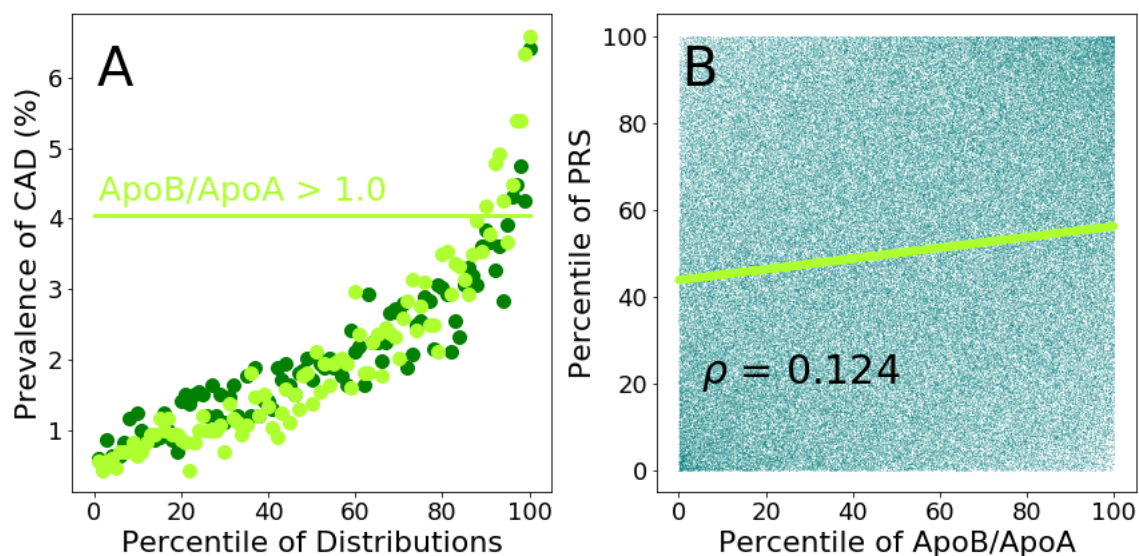 A
Prevalence of CAD (%)
6
5
4
3
2
1
ApoB/ApoA > 1.0
0 20 40 60 80 100
Percentile of Distributions
B
Percentile of PRS
100
80
60
40
20
0
ρ = 0.124
0 20 40 60 80 100
Percentile of ApoB/ApoA